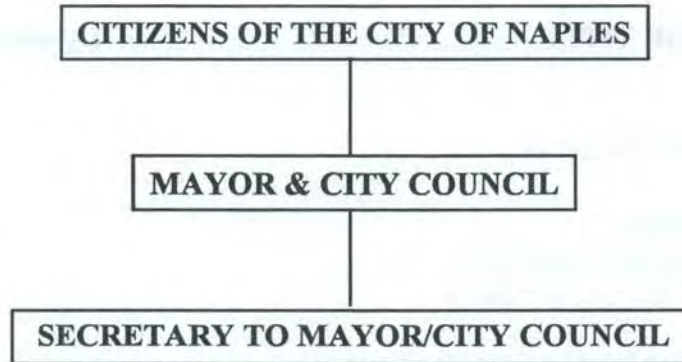 CITIZENS OF THE CITY OF NAPLES
MAYOR & CITY COUNCIL
SECRETARY TO MAYOR/CITY COUNCIL